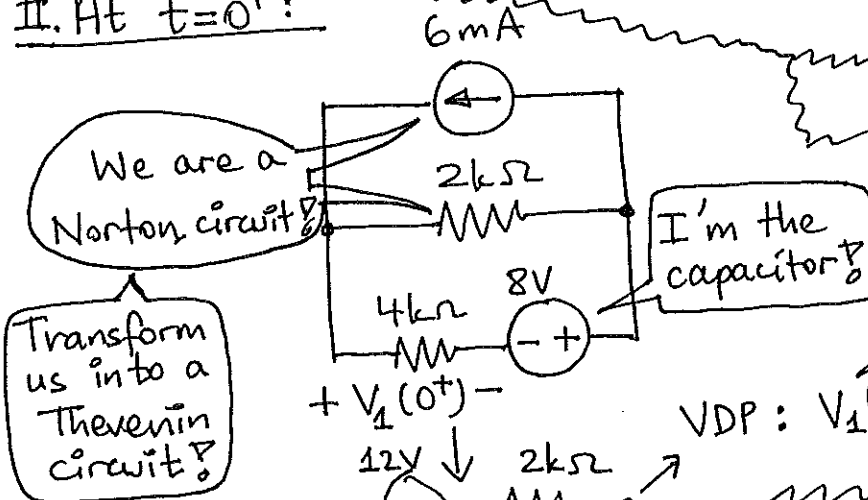 II. At t=0⁺:
6mA
We are a
Norton circuit!
2kΩ
I'm the
capacitor!
8V
4kΩ
- +
Transform
us into a
Thevenin
circuit!
+ V₁(0⁺) -
VDP: V₁
12V
2kΩ